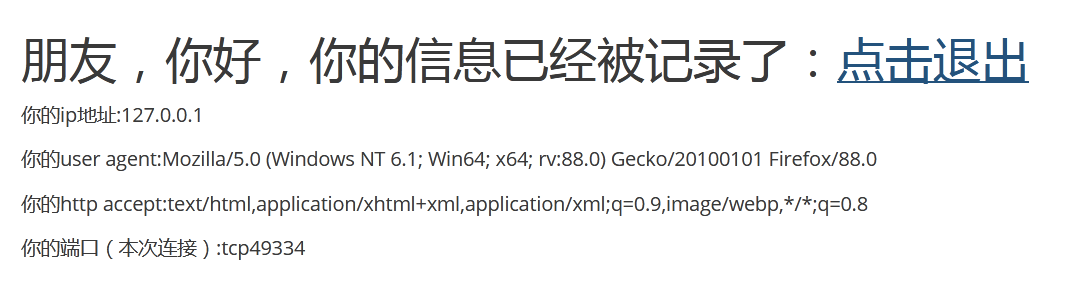 朋友，你好，你的信息已经被记录了：点击退出
你的ip地址:127.0.0.1
你的user agent:Mozilla/5.0 (Windows NT 6.1; Win64; x64; rv:88.0) Gecko/20100101 Firefox/88.0
你的http accept:text/html,application/xhtml+xml,application/xml;q=0.9,image/webp,*/*;q=0.8
你的端口（本次连接）:tcp49334